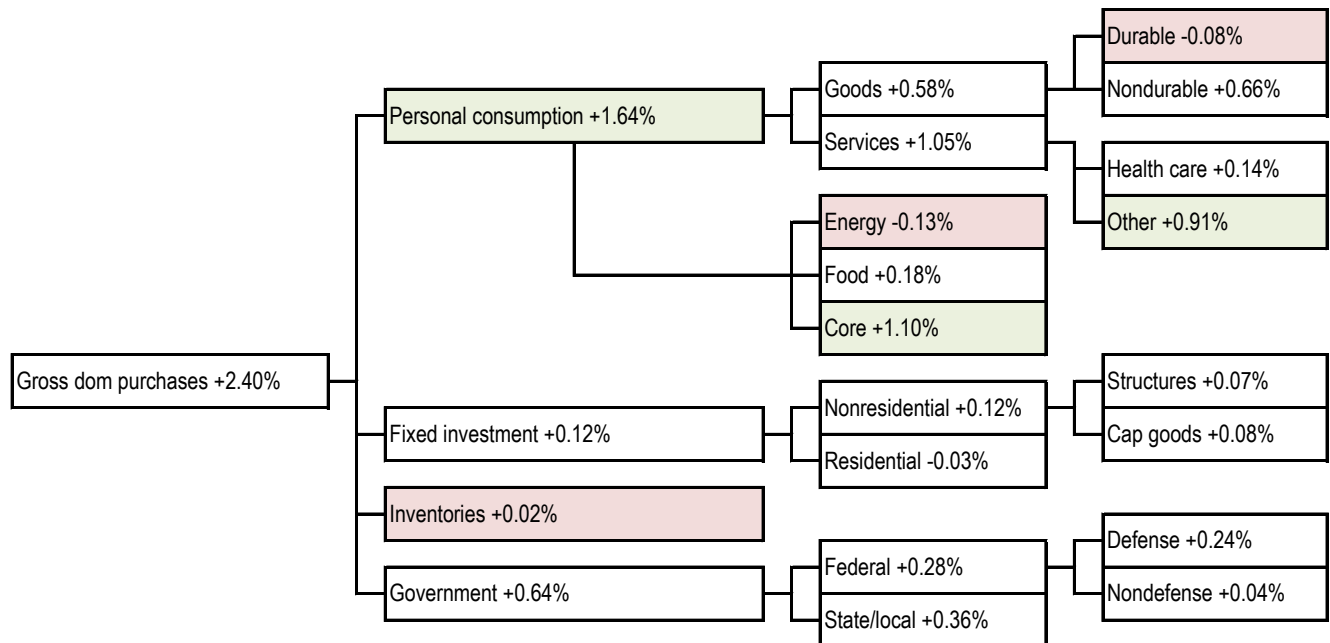 Gross dom purchases +2.40%
Personal consumption +1.64%
Goods +0.58%
Durable -0.08%
Nondurable +0.66%
Services +1.05%
Health care +0.14%
Other +0.91%
Energy -0.13%
Food +0.18%
Core +1.10%
Fixed investment +0.12%
Nonresidential +0.12%
Structures +0.07%
Cap goods +0.08%
Residential -0.03%
Inventories +0.02%
Government +0.64%
Federal +0.28%
Defense +0.24%
Nondefense +0.04%
State/local +0.36%